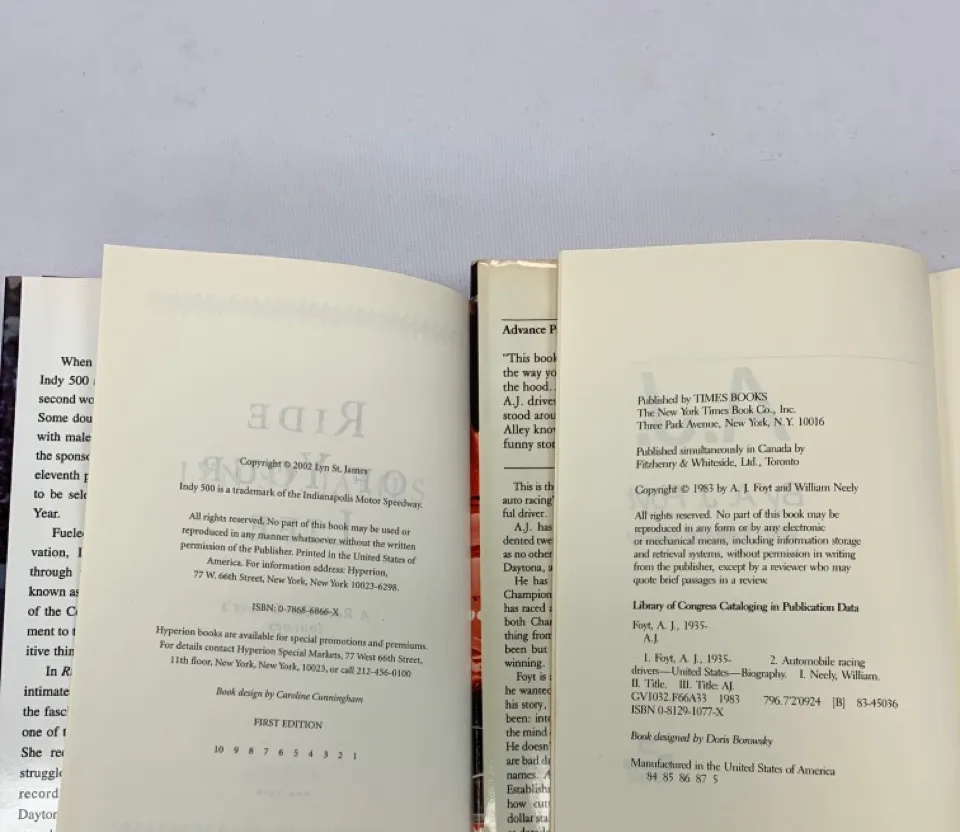 When
Indy 500
second wo
Some dou
with male
the sponso
eleventh p
to be sele
Year.
Fuele
vation, I
through
known as
of the C
ment to t
itive thin
In R
intimate
the fasc
one of t
She re
struggle
record
Dayton
RIDE
OF YOUR
Copyright © 2002 Lyn St. James
Indy 500 is a trademark of the Indianapolis Motor Speedway.
All rights reserved. No part of this book may be used or
reproduced in any manner whatsoever without the written
permission of the Publisher. Printed in the United States of
America. For information address: Hyperion,
77 W. 66th Street, New York, New York 10023-6298.
ISBN: 0-7868-6866-X
Hyperion books are available for special promotions and premiums.
For details contact Hyperion Special Markets, 77 West 66th Street,
11th floor, New York, New York, 10023, or call 212-456-0100
Book design by Caroline Cunningham
FIRST EDITION
10 9 8 7 6 5 4 3 2 1
Advance P
"This book
the way yo
the hood.
A.J. drives
stood arou
Alley know
funny stor
This is th
auto racing'
ful driver.
A.J. has
dented twe
as no other
Daytona, a
He has
Champion
has raced a
both Cha
thing from
been but
winning.
Foyt is
he wanted
his story,
been: inte
the mind
He doesn'
are bad dr
names. A
Establish
how cut
dollar sta
A.J.
Published by TIMES BOOKS
The New York Times Book Co., Inc.
Three Park Avenue, New York, N.Y. 10016
Published simultaneously in Canada by
Fitzhenry & Whiteside, Ltd., Toronto
Copyright © 1983 by A. J. Foyt and William Neely
All rights reserved. No part of this book may be
reproduced in any form or by any electronic
or mechanical means, including information storage
and retrieval systems, without permission in writing
from the publisher, except by a reviewer who may
quote brief passages in a review.
Library of Congress Cataloging in Publication Data
Foyt, A. J., 1935-
A.J.
1. Foyt, A. J., 1935- 2. Automobile racing
drivers—United States—Biography. I. Neely, William.
II. Title. III. Title: A.J.
GV1032.F66A33 1983 796.7'2'0924 [B] 83-45036
ISBN 0-8129-1077-X
Book designed by Doris Borowsky
Manufactured in the United States of America
84 85 86 87 5